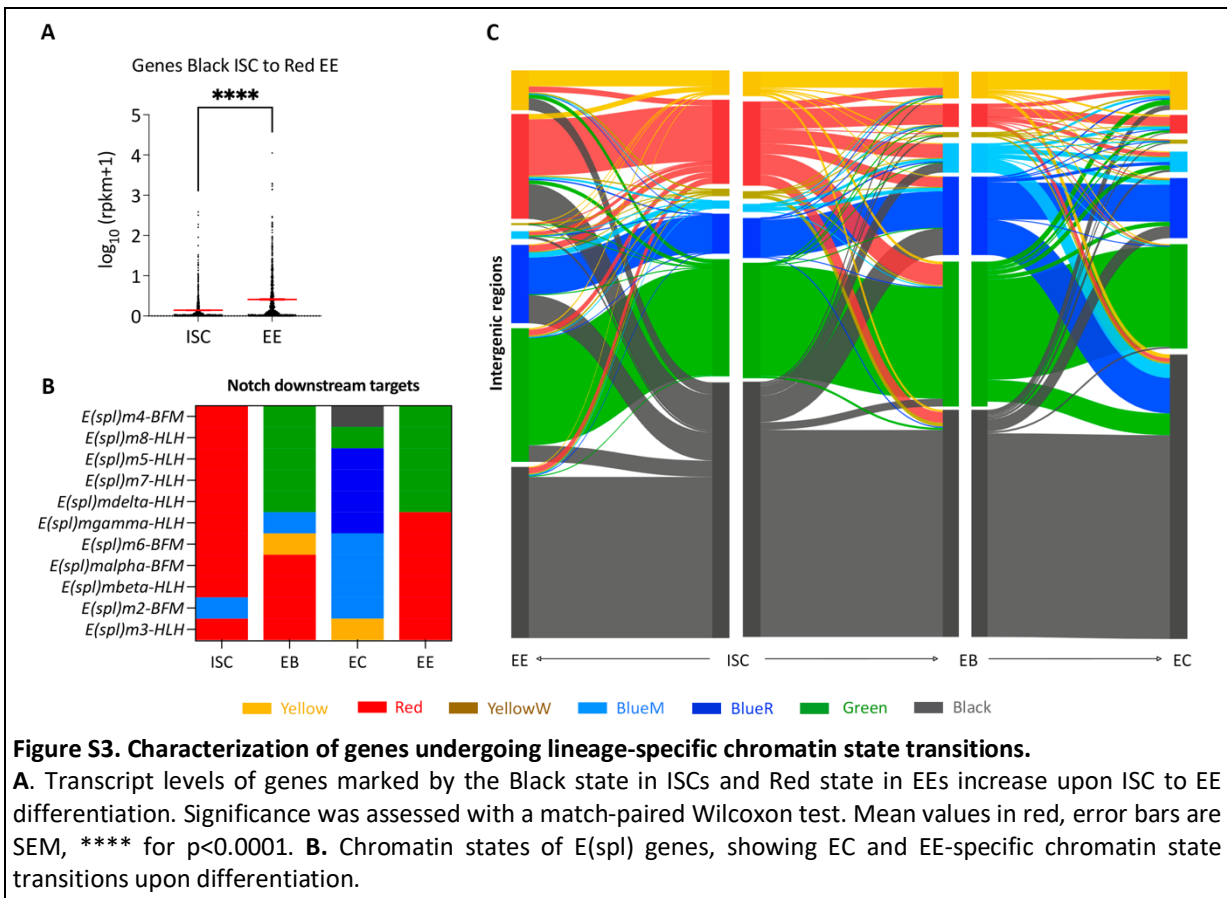 A
Genes Black ISC to Red EE
****
5
4
3
2
1
0
log10 (rpkm+1)
ISC EE
B
Notch downstream targets
E(spl)m4-BFM
E(spl)m8-HLH
E(spl)m5-HLH
E(spl)m7-HLH
E(spl)mdelta-HLH
E(spl)mgamma-HLH
E(spl)m6-BFM
E(spl)malpha-BFM
E(spl)mbeta-HLH
E(spl)m2-BFM
E(spl)m3-HLH
ISC EB EC EE
C
Intergenic regions
EE ISC EB EC
Yellow Red YellowW BlueM BlueR Green Black
Figure S3. Characterization of genes undergoing lineage-specific chromatin state transitions.
A. Transcript levels of genes marked by the Black state in ISCs and Red state in EEs increase upon ISC to EE
differentiation. Significance was assessed with a match-paired Wilcoxon test. Mean values in red, error bars are
SEM, **** for p<0.0001. B. Chromatin states of E(spl) genes, showing EC and EE-specific chromatin state
transitions upon differentiation.